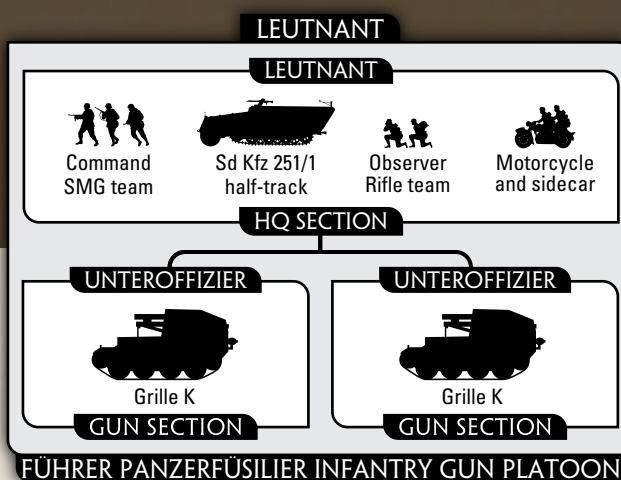 LEUTNANT
LEUTNANT
Command
SMG team
Sd Kfz 251/1
half-track
Observer
Rifle team
Motorcycle
and sidecar
HQ SECTION
UNTEROFFIZIER
UNTEROFFIZIER
Grille K
Grille K
GUN SECTION
GUN SECTION
FÜHRER PANZERFÜSILIER INFANTRY GUN PLATOON